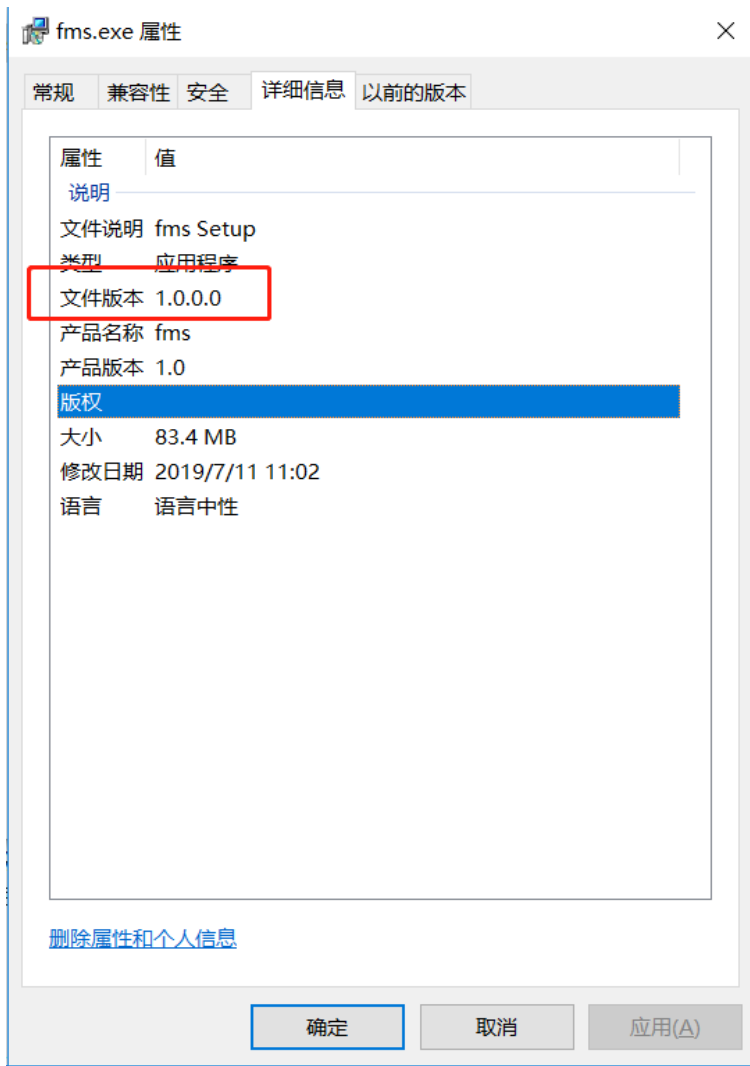 fms.exe 属性
常规 兼容性 安全 详细信息 以前的版本
属性 值
说明
文件说明 fms Setup
类型 应用程序
文件版本 1.0.0.0
产品名称 fms
产品版本 1.0
版权
大小 83.4 MB
修改日期 2019/7/11 11:02
语言 语言中性
删除属性和个人信息
确定 取消 应用(A)